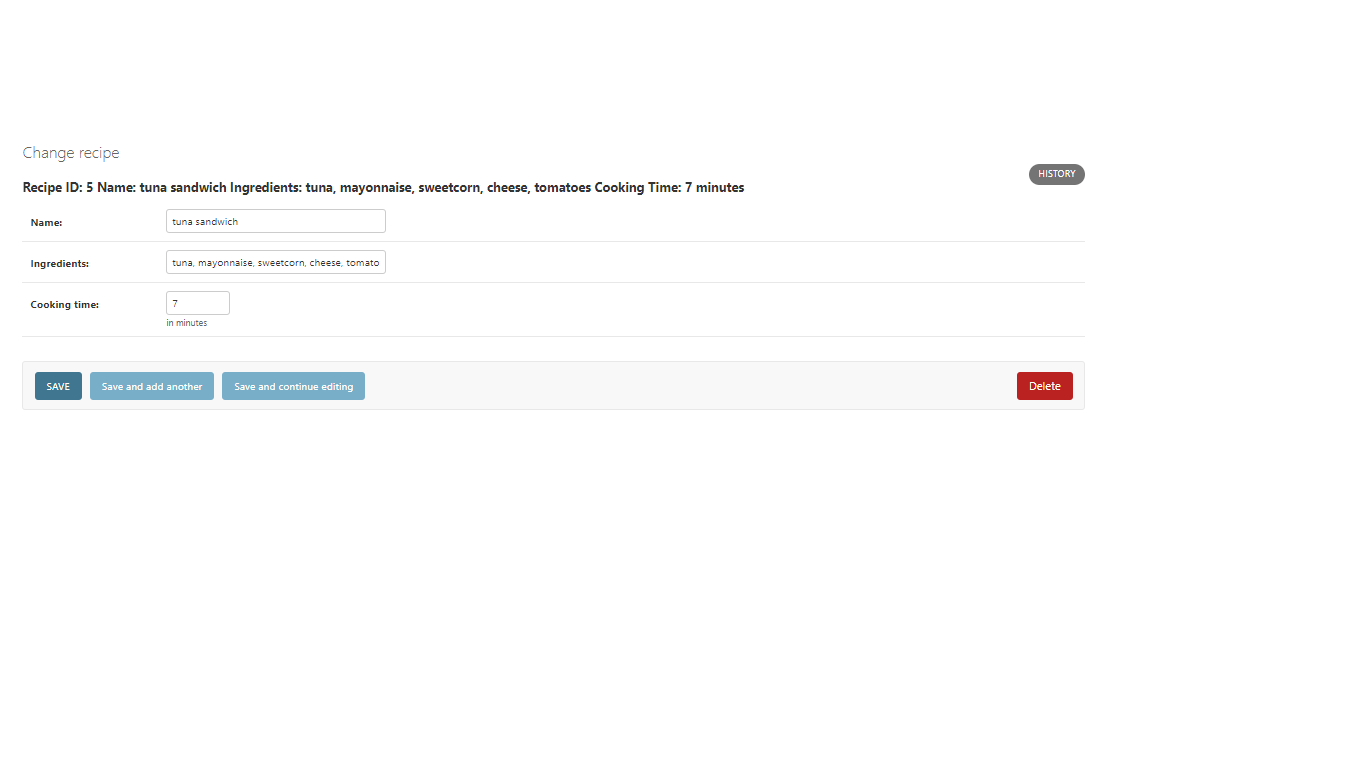 Change recipe
HISTORY
Recipe ID: 5 Name: tuna sandwich Ingredients: tuna, mayonnaise, sweetcorn, cheese, tomatoes Cooking Time: 7 minutes
Name: tuna sandwich
Ingredients: tuna, mayonnaise, sweetcorn, cheese, tomato
Cooking time: 7
in minutes
SAVE Save and add another Save and continue editing Delete